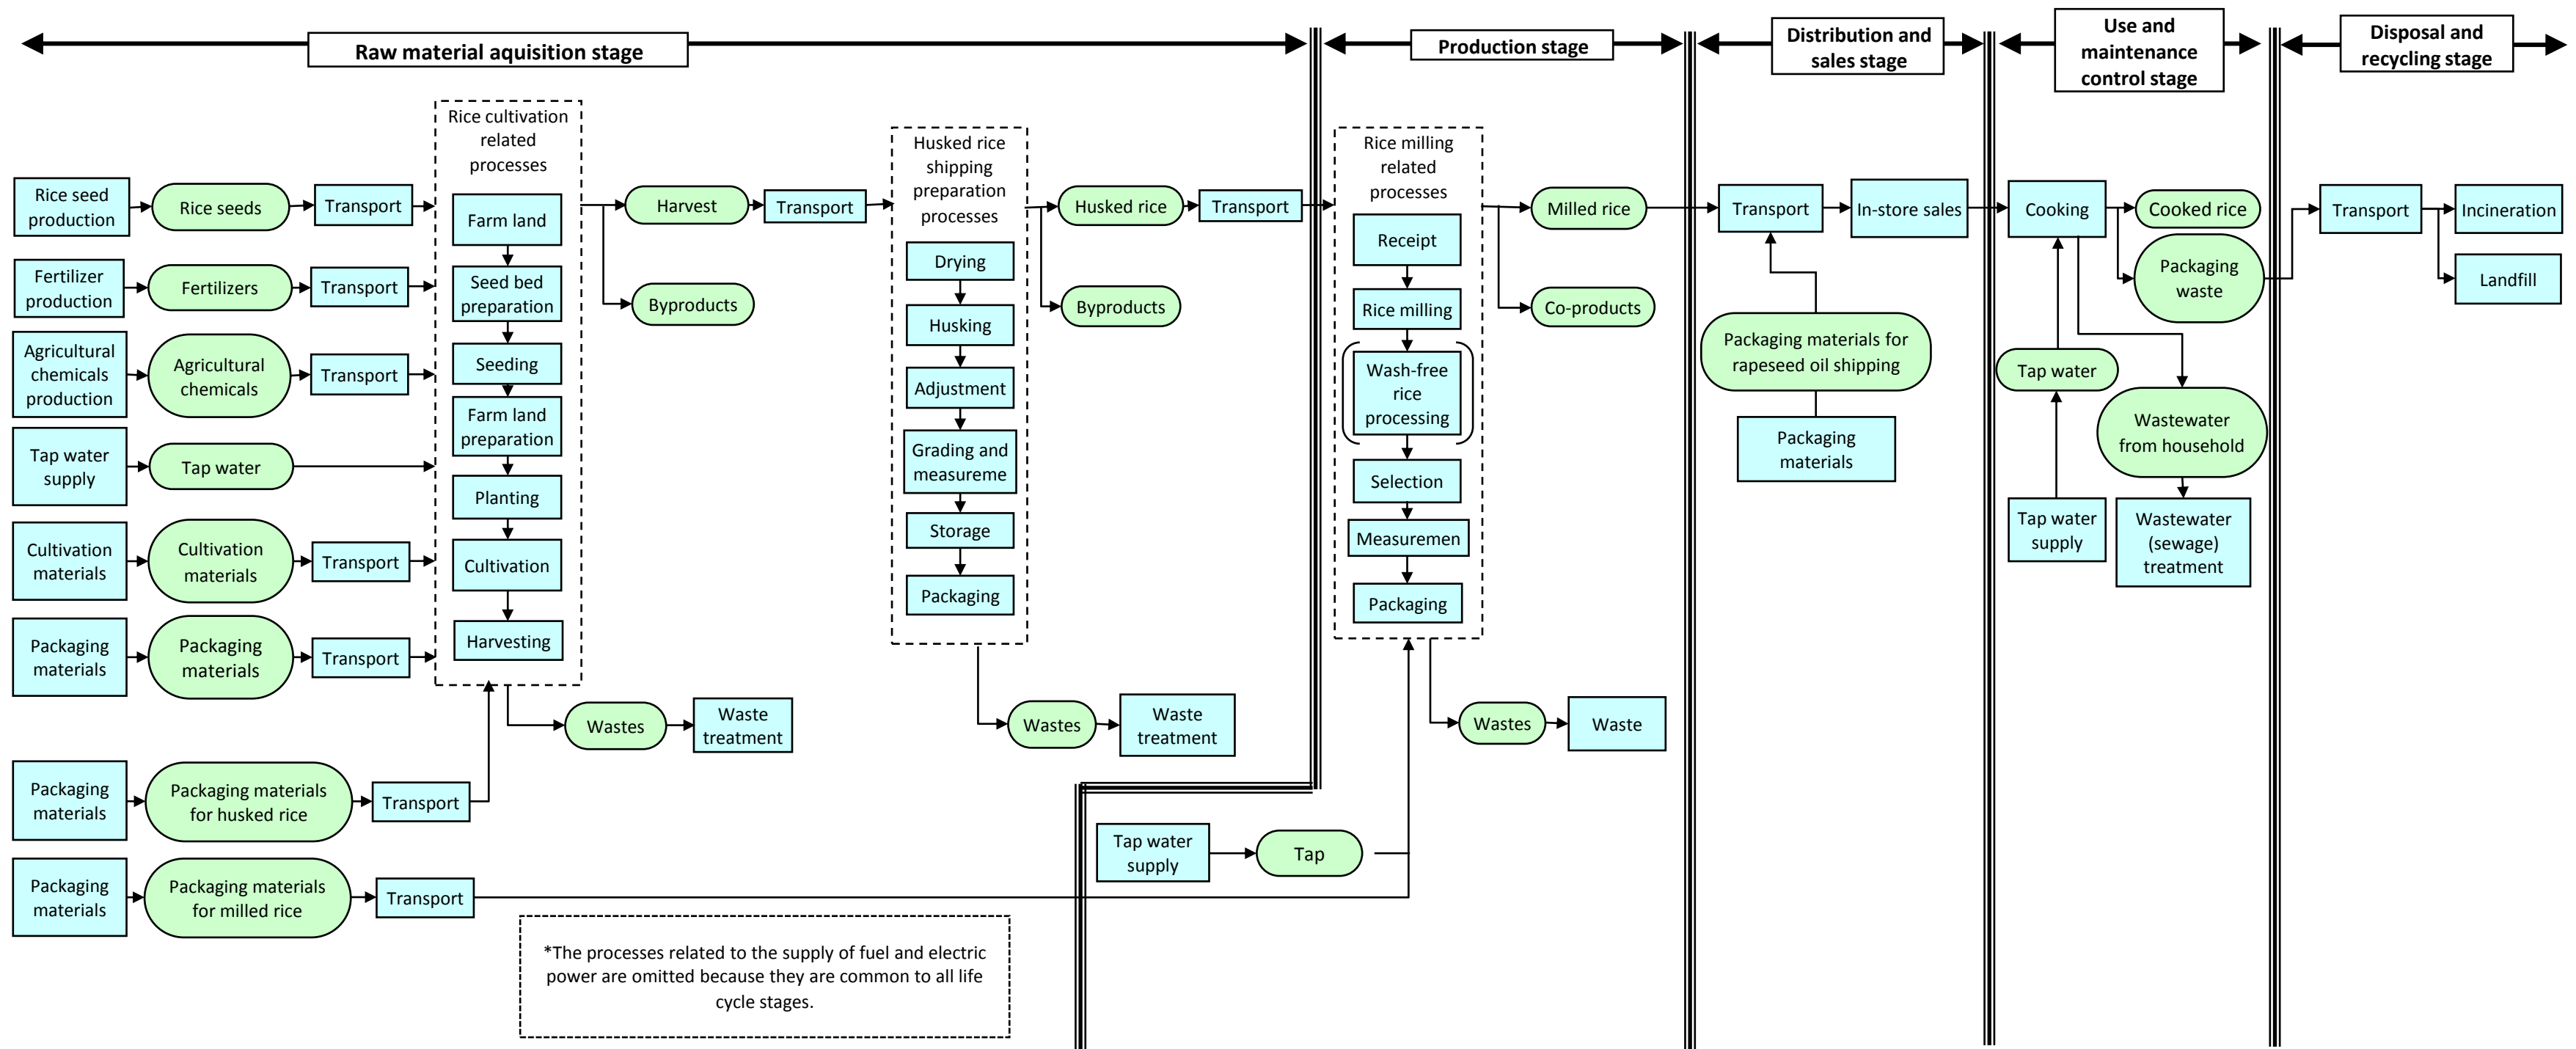 Raw material aquisition stage
Production stage
Distribution and
sales stage
Use and
maintenance
control stage
Disposal and
recycling stage
Rice seed
production
Rice seeds
Transport
Fertilizer
production
Fertilizers
Transport
Agricultural
chemicals
production
Agricultural
chemicals
Transport
Tap water
supply
Tap water
Cultivation
materials
Cultivation
materials
Transport
Packaging
materials
Packaging
materials
Transport
Packaging
materials
Packaging materials
for husked rice
Transport
Packaging
materials
Packaging materials
for milled rice
Transport
Rice cultivation
related
processes
Farm land
Seed bed
preparation
Seeding
Farm land
preparation
Planting
Cultivation
Harvesting
Harvest
Transport
Byproducts
Wastes
Waste
treatment
Husked rice
shipping
preparation
processes
Drying
Husking
Adjustment
Grading and
measureme
Storage
Packaging
Husked rice
Transport
Byproducts
Wastes
Waste
treatment
Tap water
supply
Tap
*The processes related to the supply of fuel and electric
power are omitted because they are common to all life
cycle stages.
Rice milling
related
processes
Receipt
Rice milling
Wash-free
rice
processing
Selection
Measuremen
Packaging
Milled rice
Co-products
Wastes
Waste
Transport
In-store sales
Packaging materials for
rapeseed oil shipping
Packaging
materials
Cooking
Cooked rice
Packaging
waste
Tap water
Wastewater
from household
Tap water
supply
Wastewater
(sewage)
treatment
Transport
Incineration
Landfill